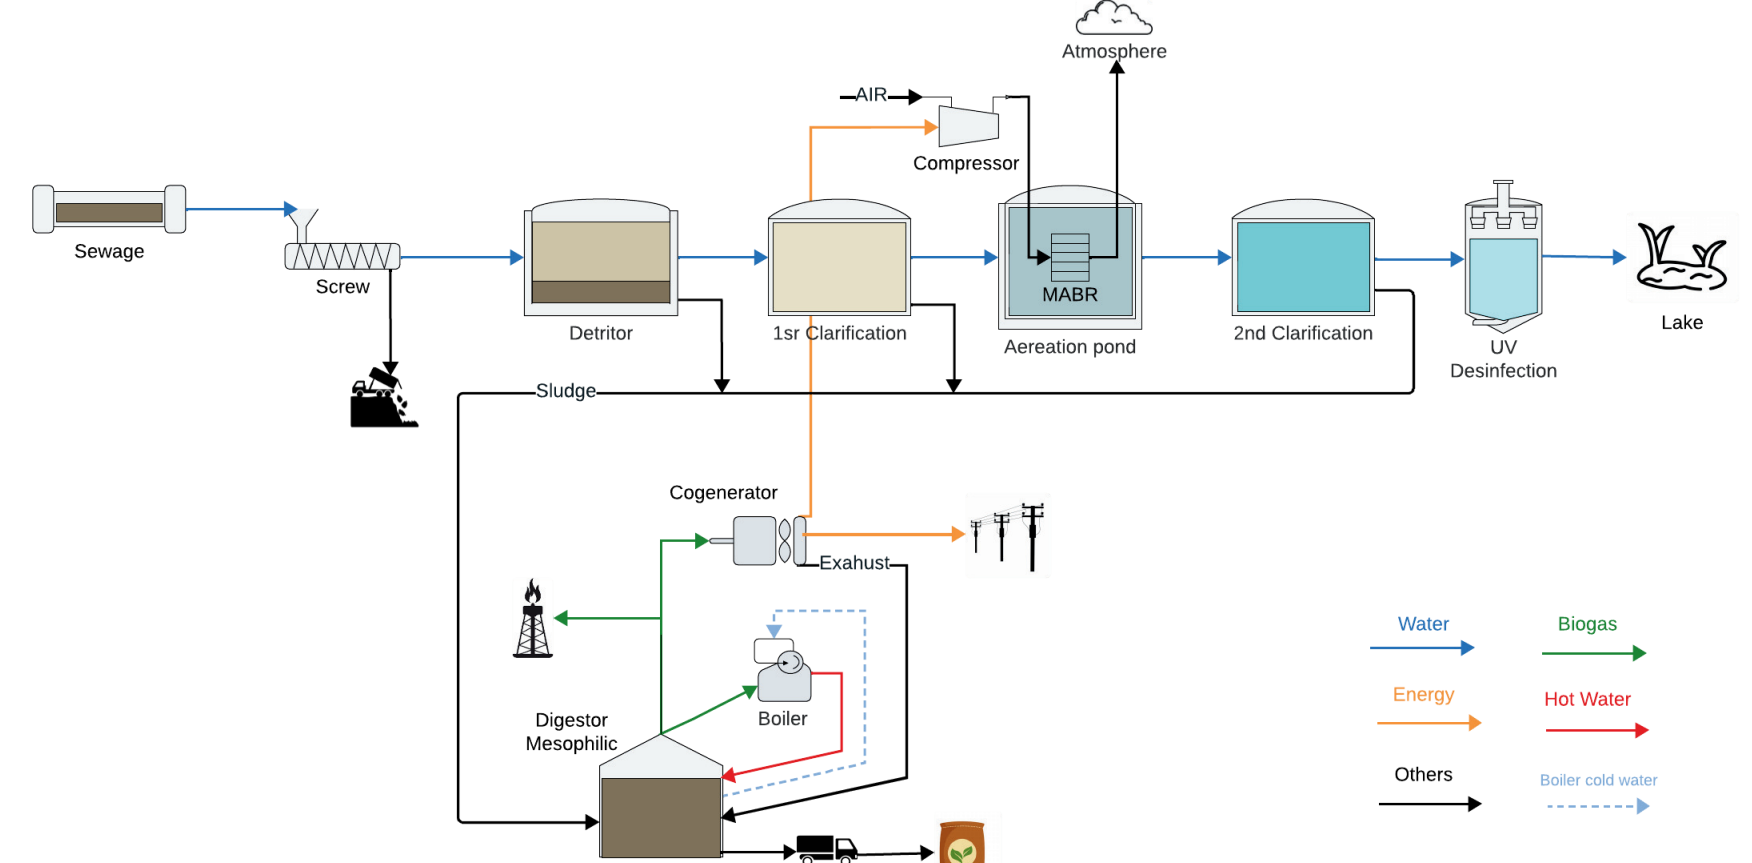 Atmosphere
AIR
Compressor
Sewage
Screw
MABR
Detritor
1sr Clarification
Aereation pond
2nd Clarification
UV
Desinfection
Lake
Sludge
Cogenerator
Exahust
Boiler
Digestor
Mesophilic
Water
Biogas
Energy
Hot Water
Others
Boiler cold water